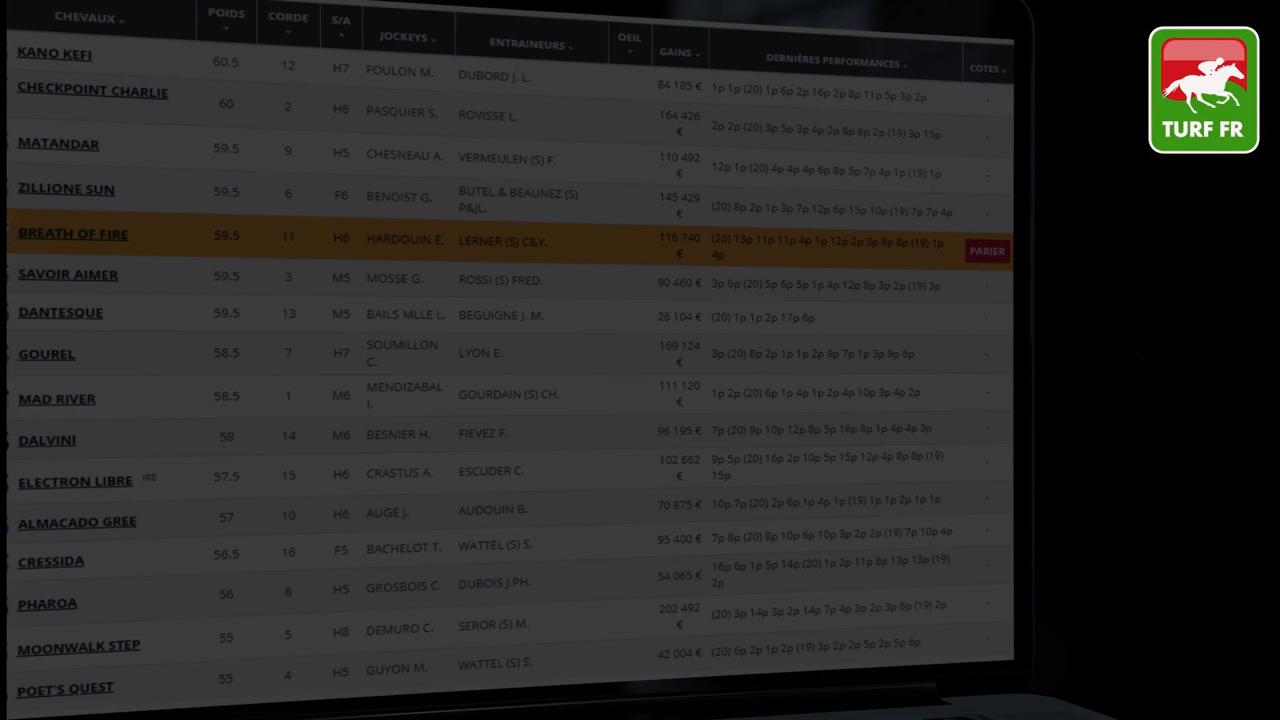 CHEVAUX POIDS CORDE S/A JOCKEYS ENTRAINEURS OEIL GAINS DERNIÈRES PERFORMANCES COTES
KANO KEFI 60.5 12 H7 FOULON M. DUBORD J. L. 84 185 € 1p 1p (20) 1p 6p 2p 16p 2p 8p 11p 5p 3p 2p -
CHECKPOINT CHARLIE 60 2 H6 PASQUIER S. ROVISSE L. 164 426 € 2p 2p (20) 3p 5p 3p 4p 2p 8p 6p 2p (19) 3p 15p -
MATANDAR 59.5 9 H5 CHESNEAU A. VERMEULEN (S) F. 110 492 € 12p 1p (20) 4p 4p 4p 6p 8p 5p 7p 4p 1p (19) 1p -
ZILLIONE SUN 59.5 6 F6 BENOIST G. BUTEL & BEAUNEZ (S) P&JL. 145 429 € (20) 8p 2p 1p 3p 7p 12p 6p 15p 10p (19) 7p 7p 4p -
BREATH OF FIRE 59.5 11 H6 HARDOUIN E. LERNER (S) C&Y. 116 740 € (20) 13p 11p 11p 4p 1p 12p 2p 3p 8p 8p (19) 1p 4p PARIER
SAVOIR AIMER 59.5 3 M5 MOSSE G. ROSSI (S) FRED. 90 460 € 3p 6p (20) 5p 6p 5p 1p 4p 12p 8p 3p 2p (19) 3p -
DANTESQUE 59.5 13 M5 BAILS MLLE L. BEGUIGNE J. M. 26 104 € (20) 1p 1p 2p 17p 6p -
GOUREL 58.5 7 H7 SOUMILLON C. LYON E. 169 124 € 3p (20) 8p 2p 1p 1p 2p 9p 7p 1p 3p 9p 6p -
MAD RIVER 58.5 1 M6 MENDIZABAL I. GOURDAIN (S) CH. 111 120 € 1p 2p (20) 6p 1p 4p 1p 2p 4p 10p 3p 4p 2p -
DALVINI 58 14 M6 BESNIER H. FIEVEZ F. 96 195 € 7p (20) 9p 10p 12p 8p 5p 16p 8p 1p 4p 4p 3p -
ELECTRON LIBRE IRE 57.5 15 H6 CRASTUS A. ESCUDER C. 102 662 € 9p 5p (20) 16p 2p 10p 5p 15p 12p 4p 8p 8p (19) 15p -
ALMACADO GREE 57 10 H6 AUGE J. AUDOUIN B. 70 875 € 10p 7p (20) 2p 6p 1p 4p 1p (19) 1p 1p 2p 1p 1p -
CRESSIDA 56.5 16 F5 BACHELOT T. WATTEL (S) S. 95 400 € 7p 8p (20) 8p 10p 6p 10p 3p 2p 2p (19) 7p 10p 4p -
PHAROA 56 8 H5 GROSBOIS C. DUBOIS J.PH. 54 065 € 16p 6p 1p 5p 14p (20) 1p 2p 11p 8p 13p 13p (19) 2p -
MOONWALK STEP 55 5 H8 DEMURO C. SEROR (S) M. 202 492 € (20) 3p 14p 3p 2p 14p 7p 4p 3p 2p 3p 6p (19) 2p -
POET'S QUEST 55 4 H5 GUYON M. WATTEL (S) S. 42 004 € (20) 6p 2p 1p 2p (19) 3p 2p 2p 5p 2p 5p 6p -
TURF FR